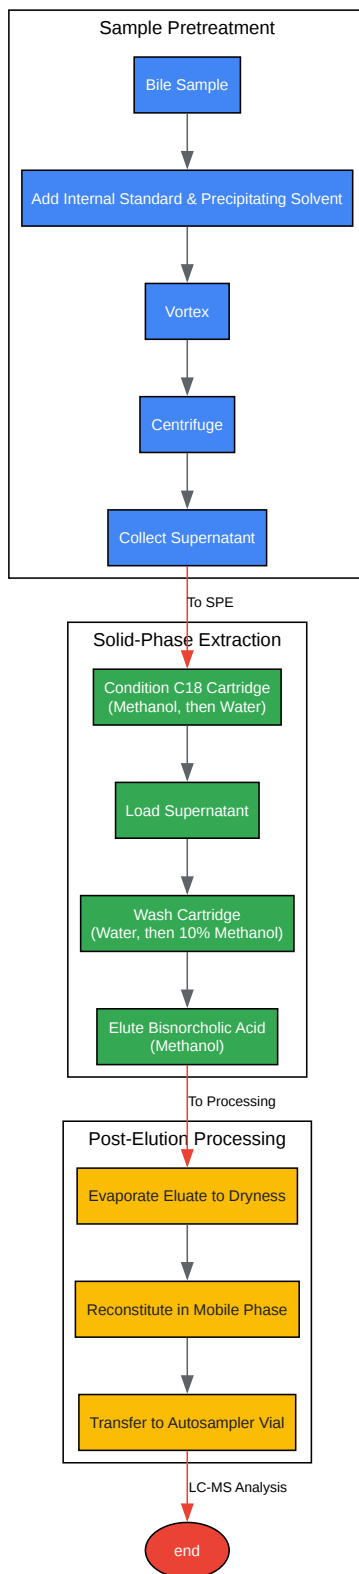 Sample Pretreatment
Bile Sample
Add Internal Standard & Precipitating Solvent
Vortex
Centrifuge
Collect Supernatant
To SPE
Solid-Phase Extraction
Condition C18 Cartridge
(Methanol, then Water)
Load Supernatant
Wash Cartridge
(Water, then 10% Methanol)
Elute Bisnorcholic Acid
(Methanol)
To Processing
Post-Elution Processing
Evaporate Eluate to Dryness
Reconstitute in Mobile Phase
Transfer to Autosampler Vial
LC-MS Analysis
end